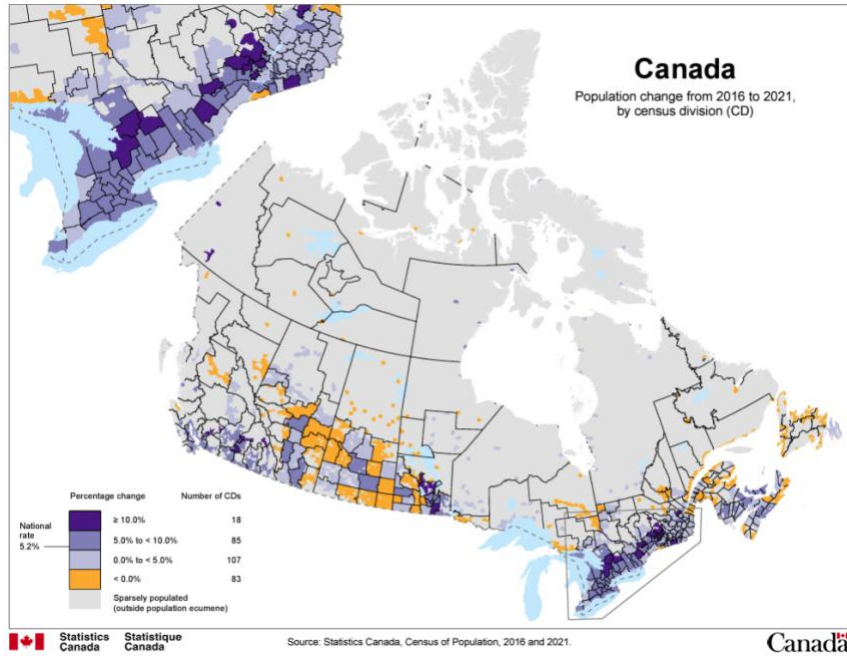 Canada
Population change from 2016 to 2021,
by census division (CD)
Percentage change Number of CDs
National
rate
5.2%
≥ 10.0% 18
5.0% to < 10.0% 85
0.0% to < 5.0% 107
< 0.0% 83
Sparsely populated
(outside population ecumene)
Statistics Statistique
Canada Canada
Source: Statistics Canada, Census of Population, 2016 and 2021.
Canada